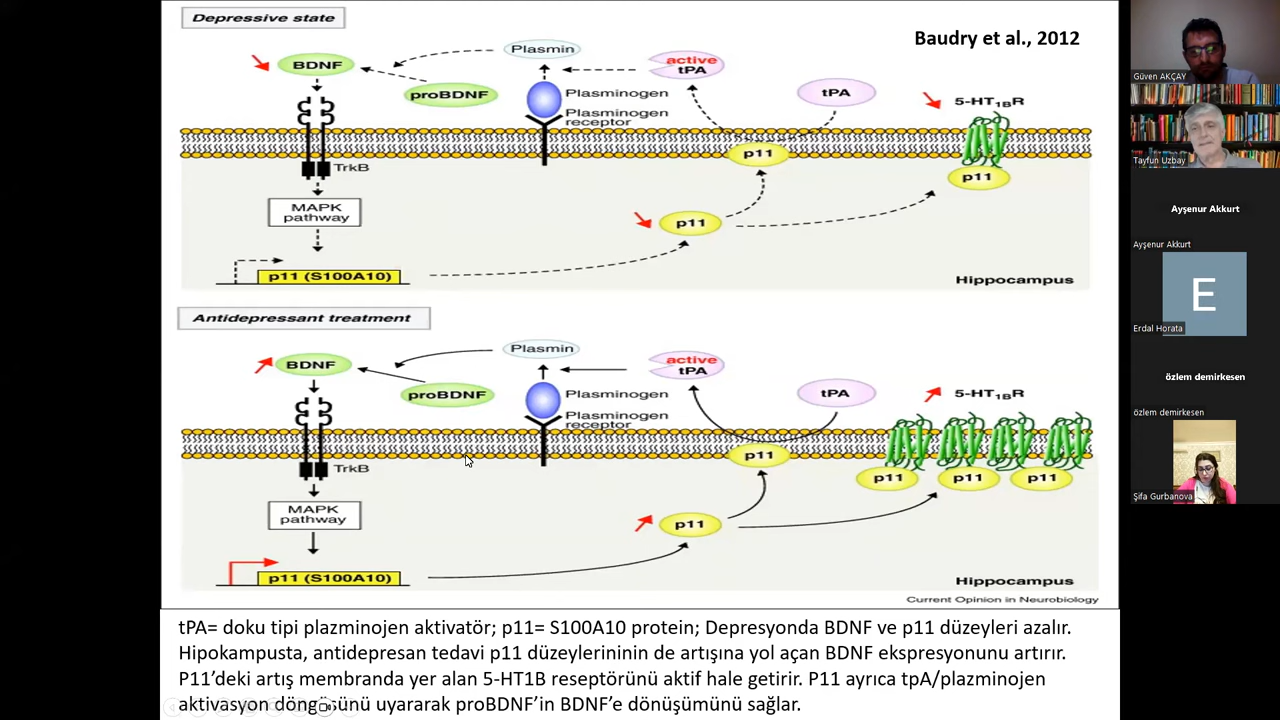 Depressive state
Baudry et al., 2012
BDNF
proBDNF
Plasmin
active
tPA
Plasminogen
Plasminogen
receptor
tPA
5-HT1BR
p11
p11
TrkB
MAPK
pathway
p11
p11 (S100A10)
Hippocampus
Antidepressant treatment
BDNF
proBDNF
Plasmin
active
tPA
Plasminogen
Plasminogen
receptor
tPA
5-HT1BR
p11
p11
p11
p11
TrkB
MAPK
pathway
p11
p11 (S100A10)
Hippocampus
Current Opinion in Neurobiology
tPA= doku tipi plazminojen aktivatör; p11= S100A10 protein; Depresyonda BDNF ve p11 düzeyleri azalır.
Hipokampusta, antidepresan tedavi p11 düzeylerininin de artışına yol açan BDNF ekspresyonunu artırır.
P11’deki artış membranda yer alan 5-HT1B reseptörünü aktif hale getirir. P11 ayrıca tpA/plazminojen
aktivasyon döngüsünü uyararak proBDNF’in BDNF’e dönüşümünü sağlar.
Güven AKÇAY
Tayfun Uzbay
Ayşenur Akkurt
Ayşenur Akkurt
E
Erdal Horata
özlem demirkesen
özlem demirkesen
Şifa Gurbanova